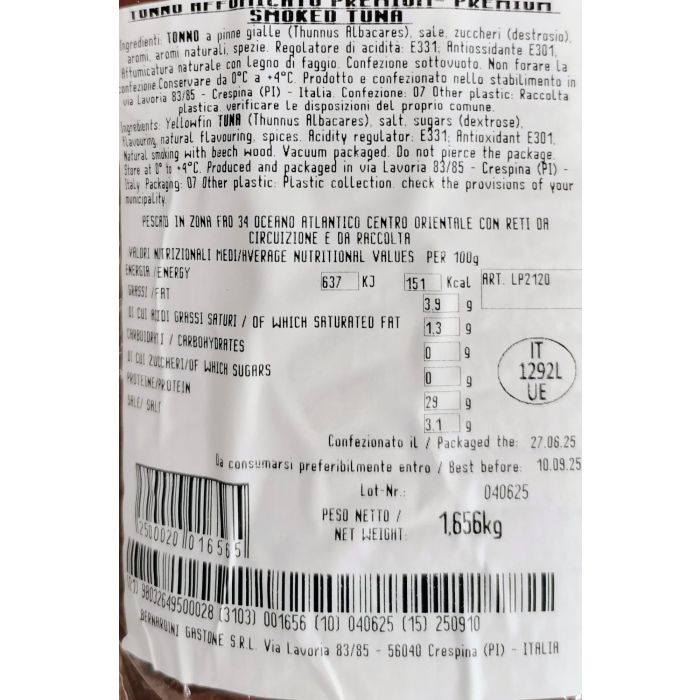 TONNO AFFUMICATO PREMIUM - PREMIUM
SMOKED TUNA
Ingredienti: TONNO a pinne gialle (Thunnus Albacares), sale, zuccheri (destrosio),
aromi, aromi naturali, spezie. Regolatore di acidità: E331; Antiossidante E301.
Affumicatura naturale con legno di faggio. Confezione sottovuoto. Non forare la
confezione.Conservare da 0°C a +4°C. Prodotto e confezionato nello stabilimento in
via Lavoria 83/85 - Crespina (PI) - Italia. Confezione: 07 Other plastic: Raccolta
plastica. verificare le disposizioni del proprio comune.
Ingredients: Yellowfin TUNA (Thunnus Albacares), salt, sugars (dextrose),
flavouring, natural flavouring, spices. Acidity regulator: E331; Antioxidant E301.
Natural smoking with beech wood. Vacuum packaged. Do not pierce the package.
Store at 0° to +4°C. Produced and packaged in via Lavoria 83/85 - Crespina (PI) -
Italy. Packaging: 07 Other plastic: Plastic collection. check the provisions of your
municipality.
PESCATO IN ZONA FAO 34 OCEANO ATLANTICO CENTRO ORIENTALE CON RETI DA
CIRCUIZIONE E DA RACCOLTA
VALORI NUTRIZIONALI MEDI/AVERAGE NUTRITIONAL VALUES PER 100g
ENERGIA /ENERGY 637 KJ 151 Kcal ART. LP2120
GRASSI /FAT 3,9 g
DI CUI ACIDI GRASSI SATURI / OF WHICH SATURATED FAT 1,3 g
CARBOIDRATI / CARBOHYDRATES 0 g
DI CUI ZUCCHERI/OF WHICH SUGARS 0 g
PROTEINE/PROTEIN 29 g
SALE/ SALT 3,1 g
IT
1292L
UE
Confezionato il / Packaged the: 27.06.25
Da consumarsi preferibilmente entro / Best before: 10.09.25
Lot-Nr.: 040625
PESO NETTO /
NET WEIGHT: 1,656kg
2500020 016565
(01) 98032649500028 (3103) 001656 (10) 040625 (15) 250910
BERNARDINI GASTONE S.R.L. Via Lavoria 83/85 - 56040 Crespina (PI) - ITALIA